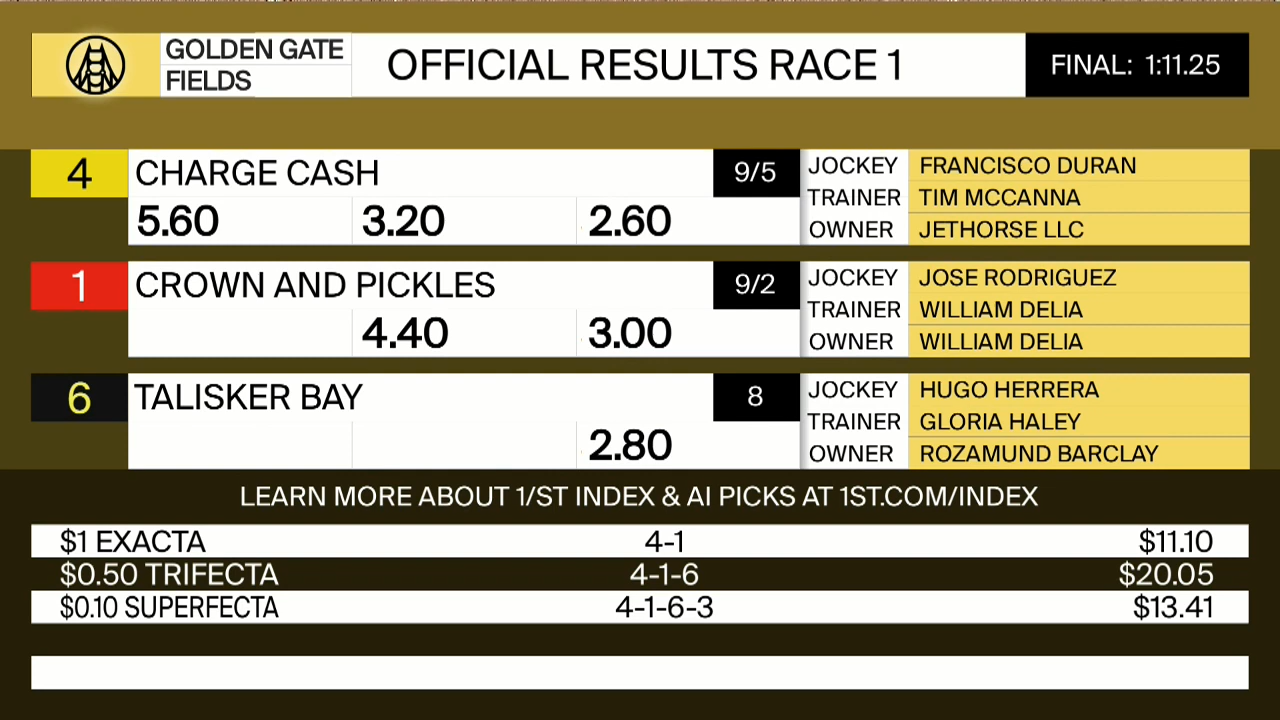 GOLDEN GATE
FIELDS
OFFICIAL RESULTS RACE 1
FINAL: 1:11.25
4 CHARGE CASH 9/5
5.60 3.20 2.60
JOCKEY FRANCISCO DURAN
TRAINER TIM MCCANNA
OWNER JETHORSE LLC
1 CROWN AND PICKLES 9/2
4.40 3.00
JOCKEY JOSE RODRIGUEZ
TRAINER WILLIAM DELIA
OWNER WILLIAM DELIA
6 TALISKER BAY 8
2.80
JOCKEY HUGO HERRERA
TRAINER GLORIA HALEY
OWNER ROZAMUND BARCLAY
LEARN MORE ABOUT 1/ST INDEX & AI PICKS AT 1ST.COM/INDEX
$1 EXACTA 4-1 $11.10
$0.50 TRIFECTA 4-1-6 $20.05
$0.10 SUPERFECTA 4-1-6-3 $13.41